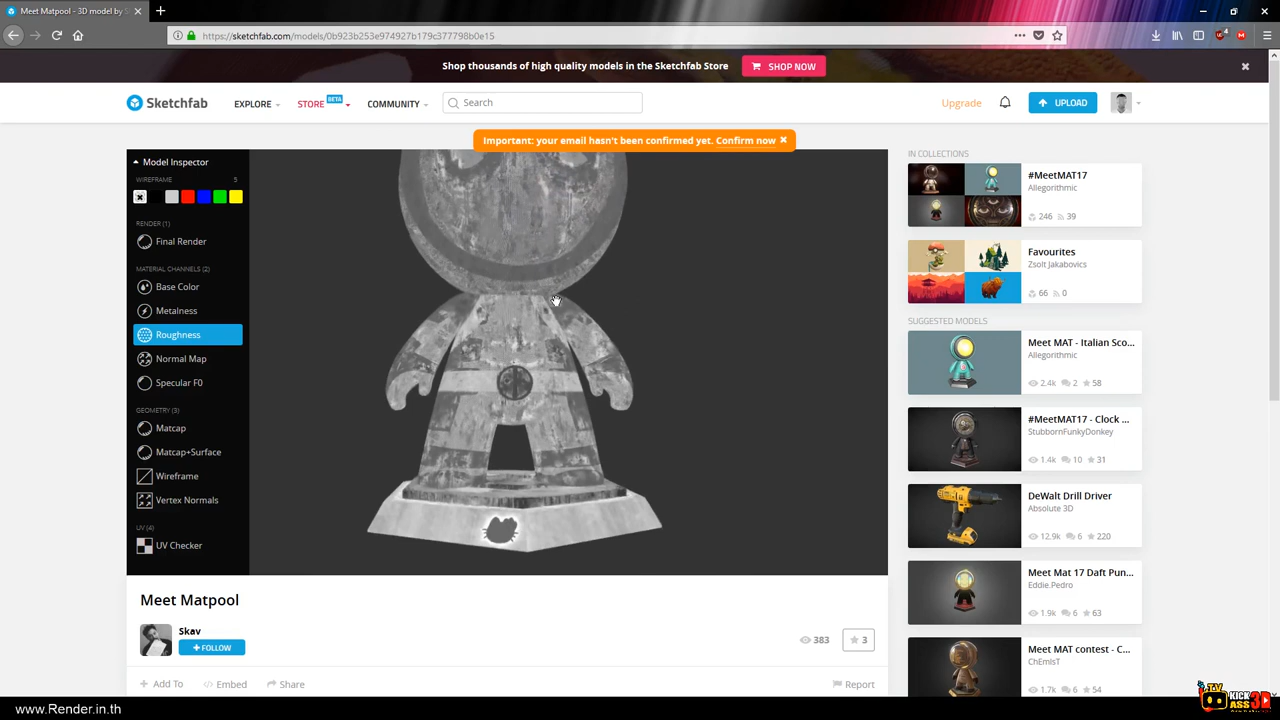 Meet Matpool - 3D model by S
https://sketchfab.com/models/0b923b253e974927b179c377798b0e15
Shop thousands of high quality models in the Sketchfab Store
SHOP NOW
Sketchfab
EXPLORE
STORE
BETA
COMMUNITY
Search
Upgrade
UPLOAD
Important: your email hasn't been confirmed yet. Confirm now
Model Inspector
WIREFRAME
RENDER (1)
Final Render
MATERIAL CHANNELS (2)
Base Color
Metalness
Roughness
Normal Map
Specular F0
GEOMETRY (3)
Matcap
Matcap+Surface
Wireframe
Vertex Normals
UV (4)
UV Checker
IN COLLECTIONS
#MeetMAT17
Allegorithmic
246 39
Favourites
Zsolt Jakabovics
66 0
SUGGESTED MODELS
Meet MAT - Italian Sco...
Allegorithmic
2.4k 2 58
#MeetMAT17 - Clock ...
StubbornFunkyDonkey
1.4k 10 31
DeWalt Drill Driver
Absolute 3D
12.9k 6 220
Meet Mat 17 Daft Pun...
Eddie.Pedro
1.9k 6 63
Meet MAT contest - C...
ChEmIsT
1.7k 6 54
Meet Matpool
Skav
+ FOLLOW
383
3
Add To
Embed
Share
Report
www.Render.in.th
TV
KICK
ASS3D